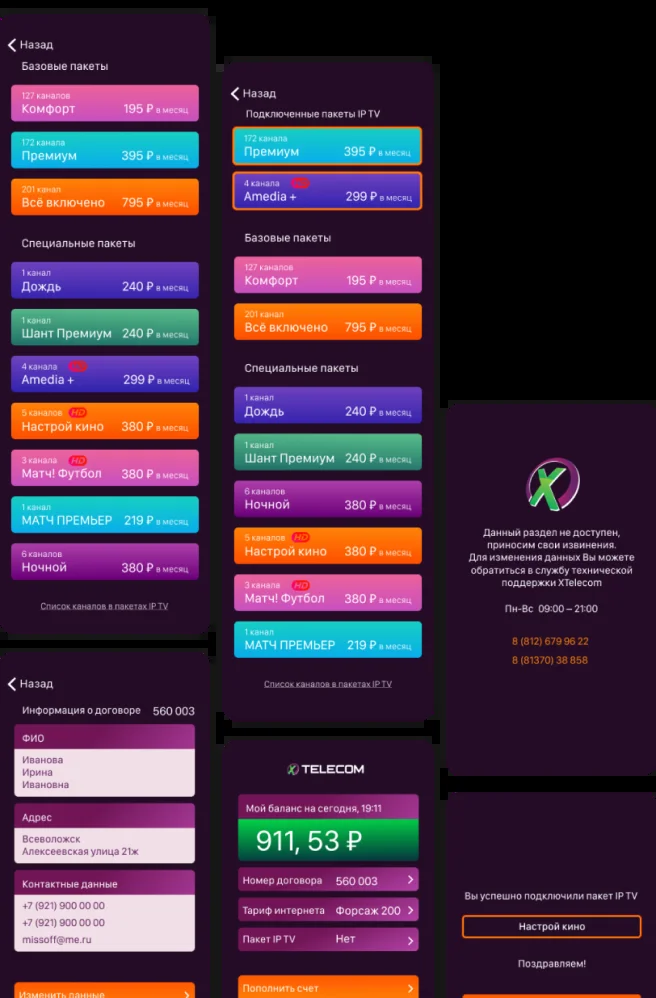 Назад
Базовые пакеты
127 каналов
Комфорт 195 ₽ в месяц
172 канала
Премиум 395 ₽ в месяц
201 канал
Всё включено 795 ₽ в месяц
Специальные пакеты
1 канал
Дождь 240 ₽ в месяц
1 канал
Шант Премиум 240 ₽ в месяц
4 канала
Amedia + 299 ₽ в месяц
5 каналов HD
Настрой кино 380 ₽ в месяц
3 канала HD
Матч! Футбол 380 ₽ в месяц
1 канал
МАТЧ ПРЕМЬЕР 219 ₽ в месяц
6 каналов
Ночной 380 ₽ в месяц
Список каналов в пакетах IP TV
Назад
Подключенные пакеты IP TV
172 канала
Премиум 395 ₽ в месяц
4 канала
Amedia + 299 ₽ в месяц
Базовые пакеты
127 каналов
Комфорт 195 ₽ в месяц
201 канал
Всё включено 795 ₽ в месяц
Специальные пакеты
1 канал
Дождь 240 ₽ в месяц
1 канал
Шант Премиум 240 ₽ в месяц
6 каналов
Ночной 380 ₽ в месяц
5 каналов HD
Настрой кино 380 ₽ в месяц
3 канала HD
Матч! Футбол 380 ₽ в месяц
1 канал
МАТЧ ПРЕМЬЕР 219 ₽ в месяц
Список каналов в пакетах IP TV
X
Данный раздел не доступен,
приносим свои извинения.
Для изменения данных Вы можете
обратиться в службу технической
поддержки XTelecom
Пн-Вс 09:00 – 21:00
8 (812) 679 96 22
8 (81370) 38 858
Назад
Информация о договоре 560 003
ФИО
Иванова
Ирина
Ивановна
Адрес
Всеволожск
Алексеевская улица 21ж
Контактные данные
+7 (921) 900 00 00
+7 (921) 900 00 00
missoff@me.ru
Изменить данные
X TELECOM
Мой баланс на сегодня, 19:11
911, 53 ₽
Номер договора 560 003
Тариф интернета Форсаж 200
Пакет IP TV Нет
Пополнить счет
Вы успешно подключили пакет IP TV
Настрой кино
Поздравляем!